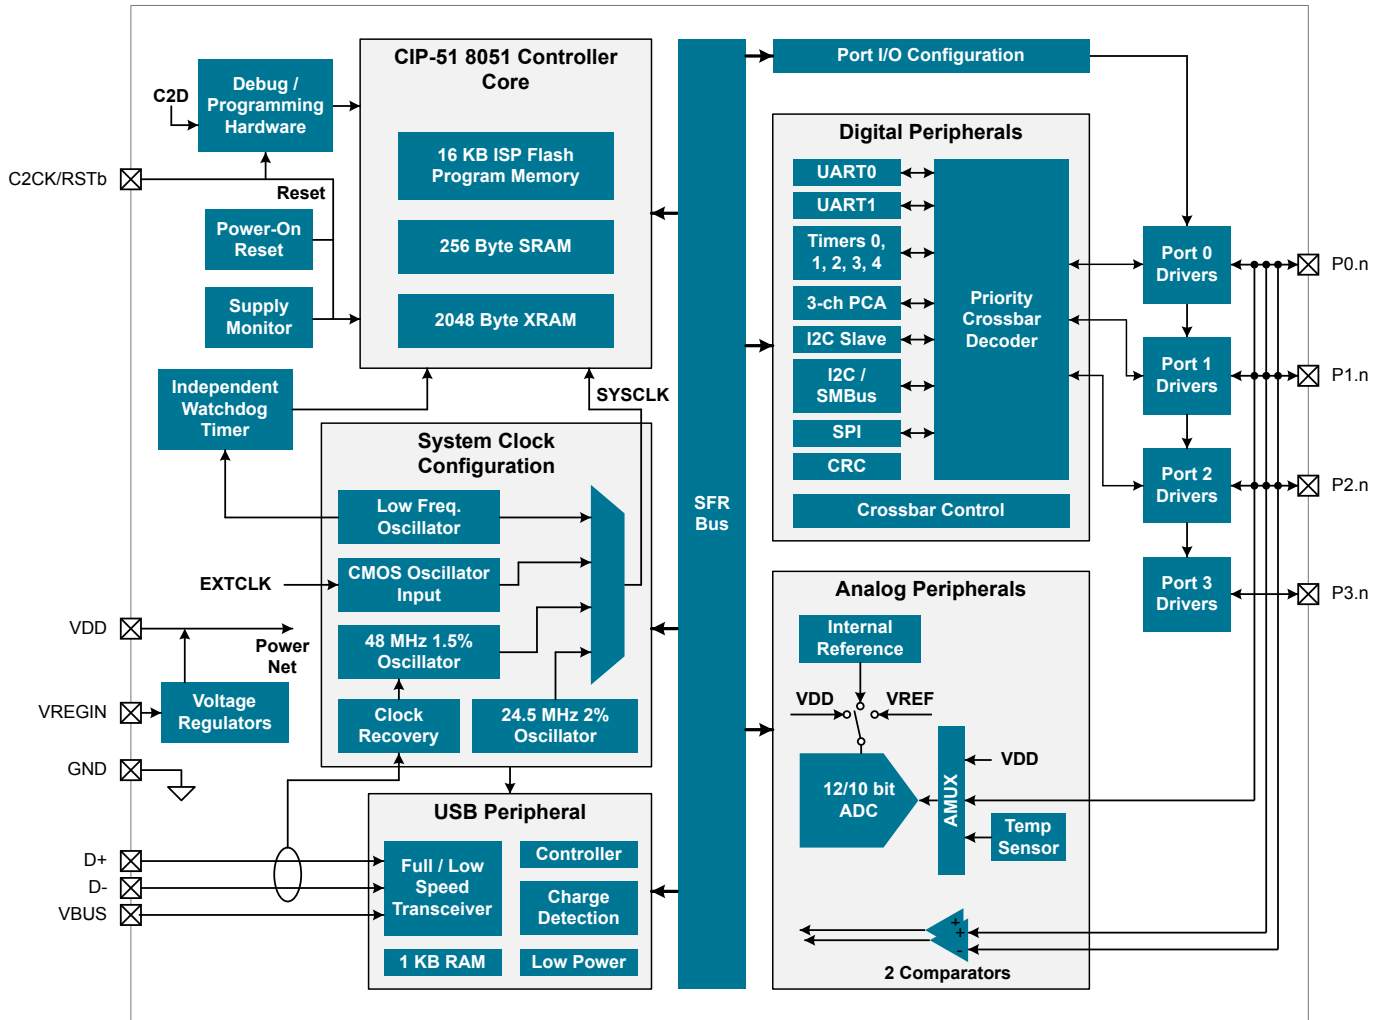 CIP-51 8051 Controller
Core
16 KB ISP Flash
Program Memory
256 Byte SRAM
2048 Byte XRAM
C2D
Debug /
Programming
Hardware
C2CK/RSTb
Reset
Power-On
Reset
Supply
Monitor
Independent
Watchdog
Timer
SYSCLK
System Clock
Configuration
Low Freq.
Oscillator
EXTCLK
CMOS Oscillator
Input
48 MHz 1.5%
Oscillator
Clock
Recovery
24.5 MHz 2%
Oscillator
VDD
Power
Net
VREGIN
Voltage
Regulators
GND
USB Peripheral
D+
D-
VBUS
Full / Low
Speed
Transceiver
Controller
Charge
Detection
1 KB RAM
Low Power
SFR
Bus
Port I/O Configuration
Digital Peripherals
UART0
UART1
Timers 0,
1, 2, 3, 4
3-ch PCA
I2C Slave
I2C /
SMBus
SPI
CRC
Priority
Crossbar
Decoder
Crossbar Control
Port 0
Drivers
P0.n
Port 1
Drivers
P1.n
Port 2
Drivers
P2.n
Port 3
Drivers
P3.n
Analog Peripherals
Internal
Reference
VDD
VREF
12/10 bit
ADC
AMUX
VDD
Temp
Sensor
+
+
-
2 Comparators